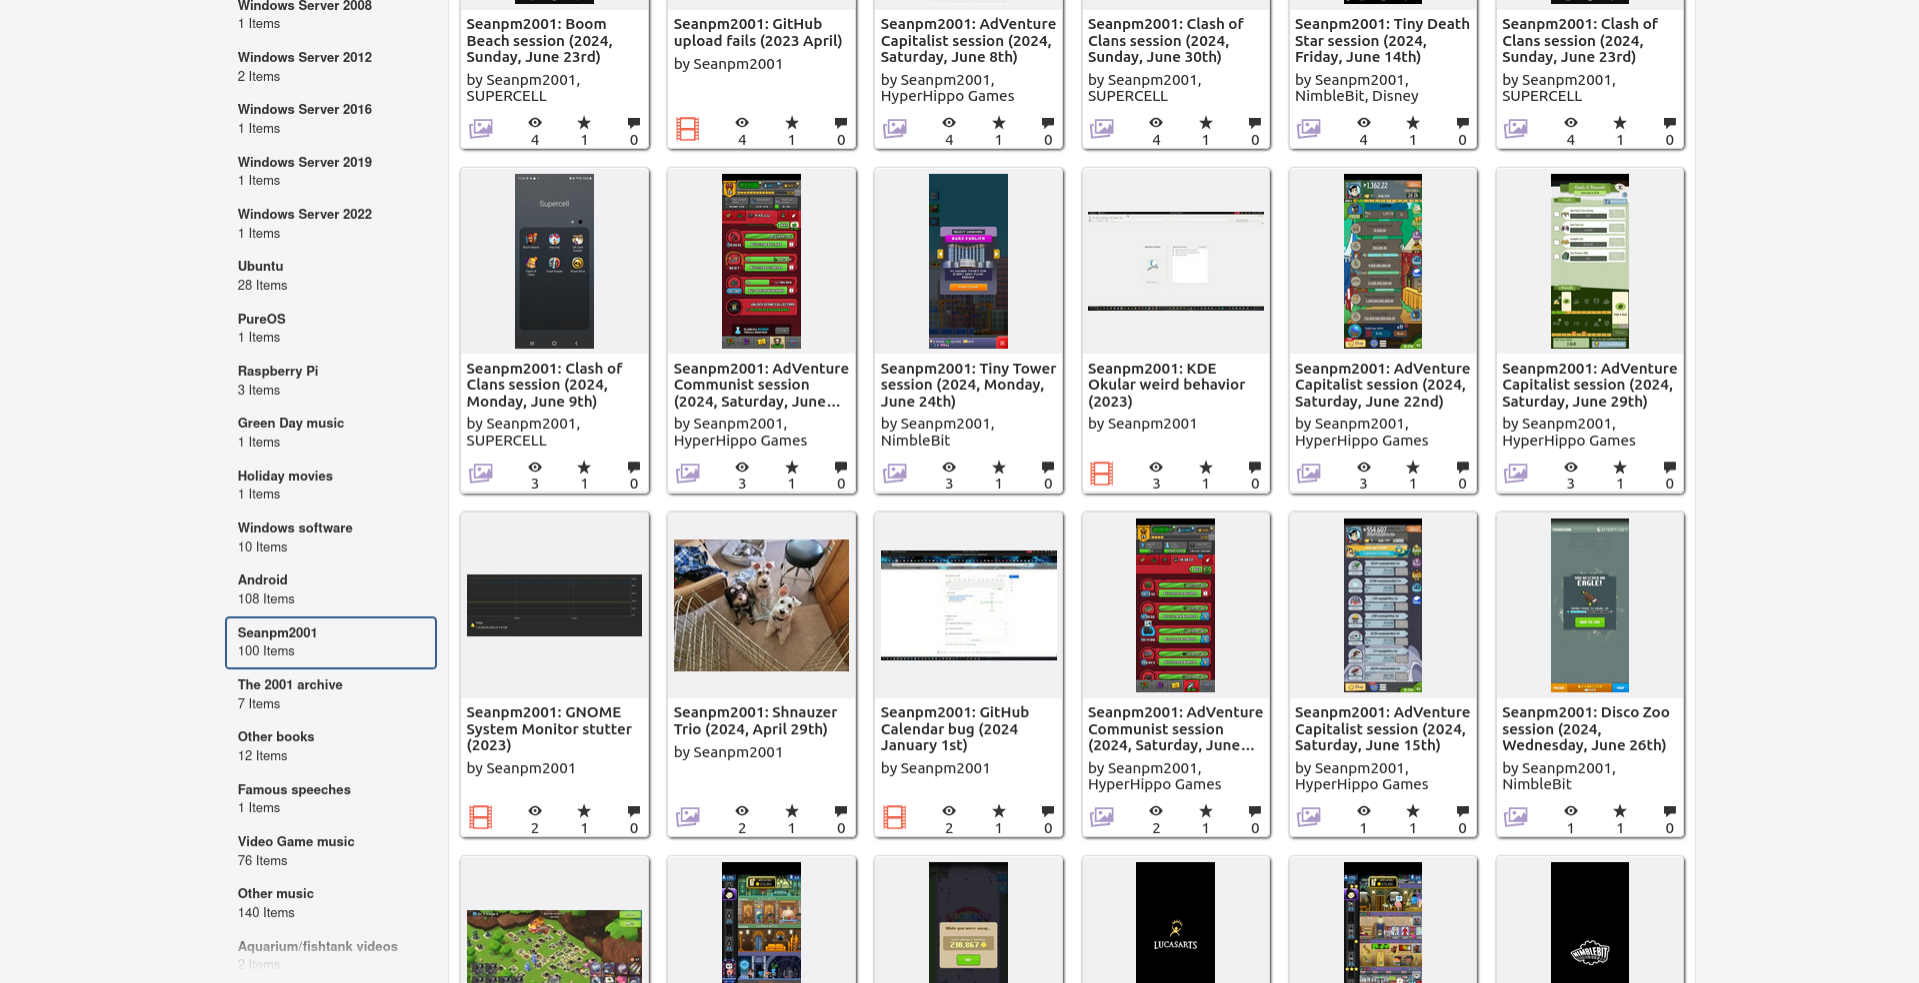 Windows Server 2008
1 Items
Windows Server 2012
2 Items
Windows Server 2016
1 Items
Windows Server 2019
1 Items
Windows Server 2022
1 Items
Ubuntu
28 Items
PureOS
1 Items
Raspberry Pi
3 Items
Green Day music
1 Items
Holiday movies
1 Items
Windows software
10 Items
Android
108 Items
Seanpm2001
100 Items
The 2001 archive
7 Items
Other books
12 Items
Famous speeches
1 Items
Video Game music
76 Items
Other music
140 Items
Aquarium/fishtank videos
2 Items
Seanpm2001: Boom
Beach session (2024,
Sunday, June 23rd)
by Seanpm2001,
SUPERCELL
4 1 0
Seanpm2001: GitHub
upload fails (2023 April)
by Seanpm2001
4 1 0
Seanpm2001: AdVenture
Capitalist session (2024,
Saturday, June 8th)
by Seanpm2001,
HyperHippo Games
4 1 0
Seanpm2001: Clash of
Clans session (2024,
Sunday, June 30th)
by Seanpm2001,
SUPERCELL
4 1 0
Seanpm2001: Tiny Death
Star session (2024,
Friday, June 14th)
by Seanpm2001,
NimbleBit, Disney
4 1 0
Seanpm2001: Clash of
Clans session (2024,
Sunday, June 23rd)
by Seanpm2001,
SUPERCELL
4 1 0
Supercell
Seanpm2001: Clash of
Clans session (2024,
Monday, June 9th)
by Seanpm2001,
SUPERCELL
3 1 0
Seanpm2001: AdVenture
Communist session
(2024, Saturday, June...
by Seanpm2001,
HyperHippo Games
3 1 0
Seanpm2001: Tiny Tower
session (2024, Monday,
June 24th)
by Seanpm2001,
NimbleBit
3 1 0
Seanpm2001: KDE
Okular weird behavior
(2023)
by Seanpm2001
3 1 0
Seanpm2001: AdVenture
Capitalist session (2024,
Saturday, June 22nd)
by Seanpm2001,
HyperHippo Games
3 1 0
Seanpm2001: AdVenture
Capitalist session (2024,
Saturday, June 29th)
by Seanpm2001,
HyperHippo Games
3 1 0
Seanpm2001: GNOME
System Monitor stutter
(2023)
by Seanpm2001
2 1 0
Seanpm2001: Shnauzer
Trio (2024, April 29th)
by Seanpm2001
2 1 0
Seanpm2001: GitHub
Calendar bug (2024
January 1st)
by Seanpm2001
2 1 0
Seanpm2001: AdVenture
Communist session
(2024, Saturday, June...
by Seanpm2001,
HyperHippo Games
2 1 0
Seanpm2001: AdVenture
Capitalist session (2024,
Saturday, June 15th)
by Seanpm2001,
HyperHippo Games
1 1 0
EAGLE!
Seanpm2001: Disco Zoo
session (2024,
Wednesday, June 26th)
by Seanpm2001,
NimbleBit
1 1 0
While you were away...
210,867
LUCASARTS
NIMBLEBIT